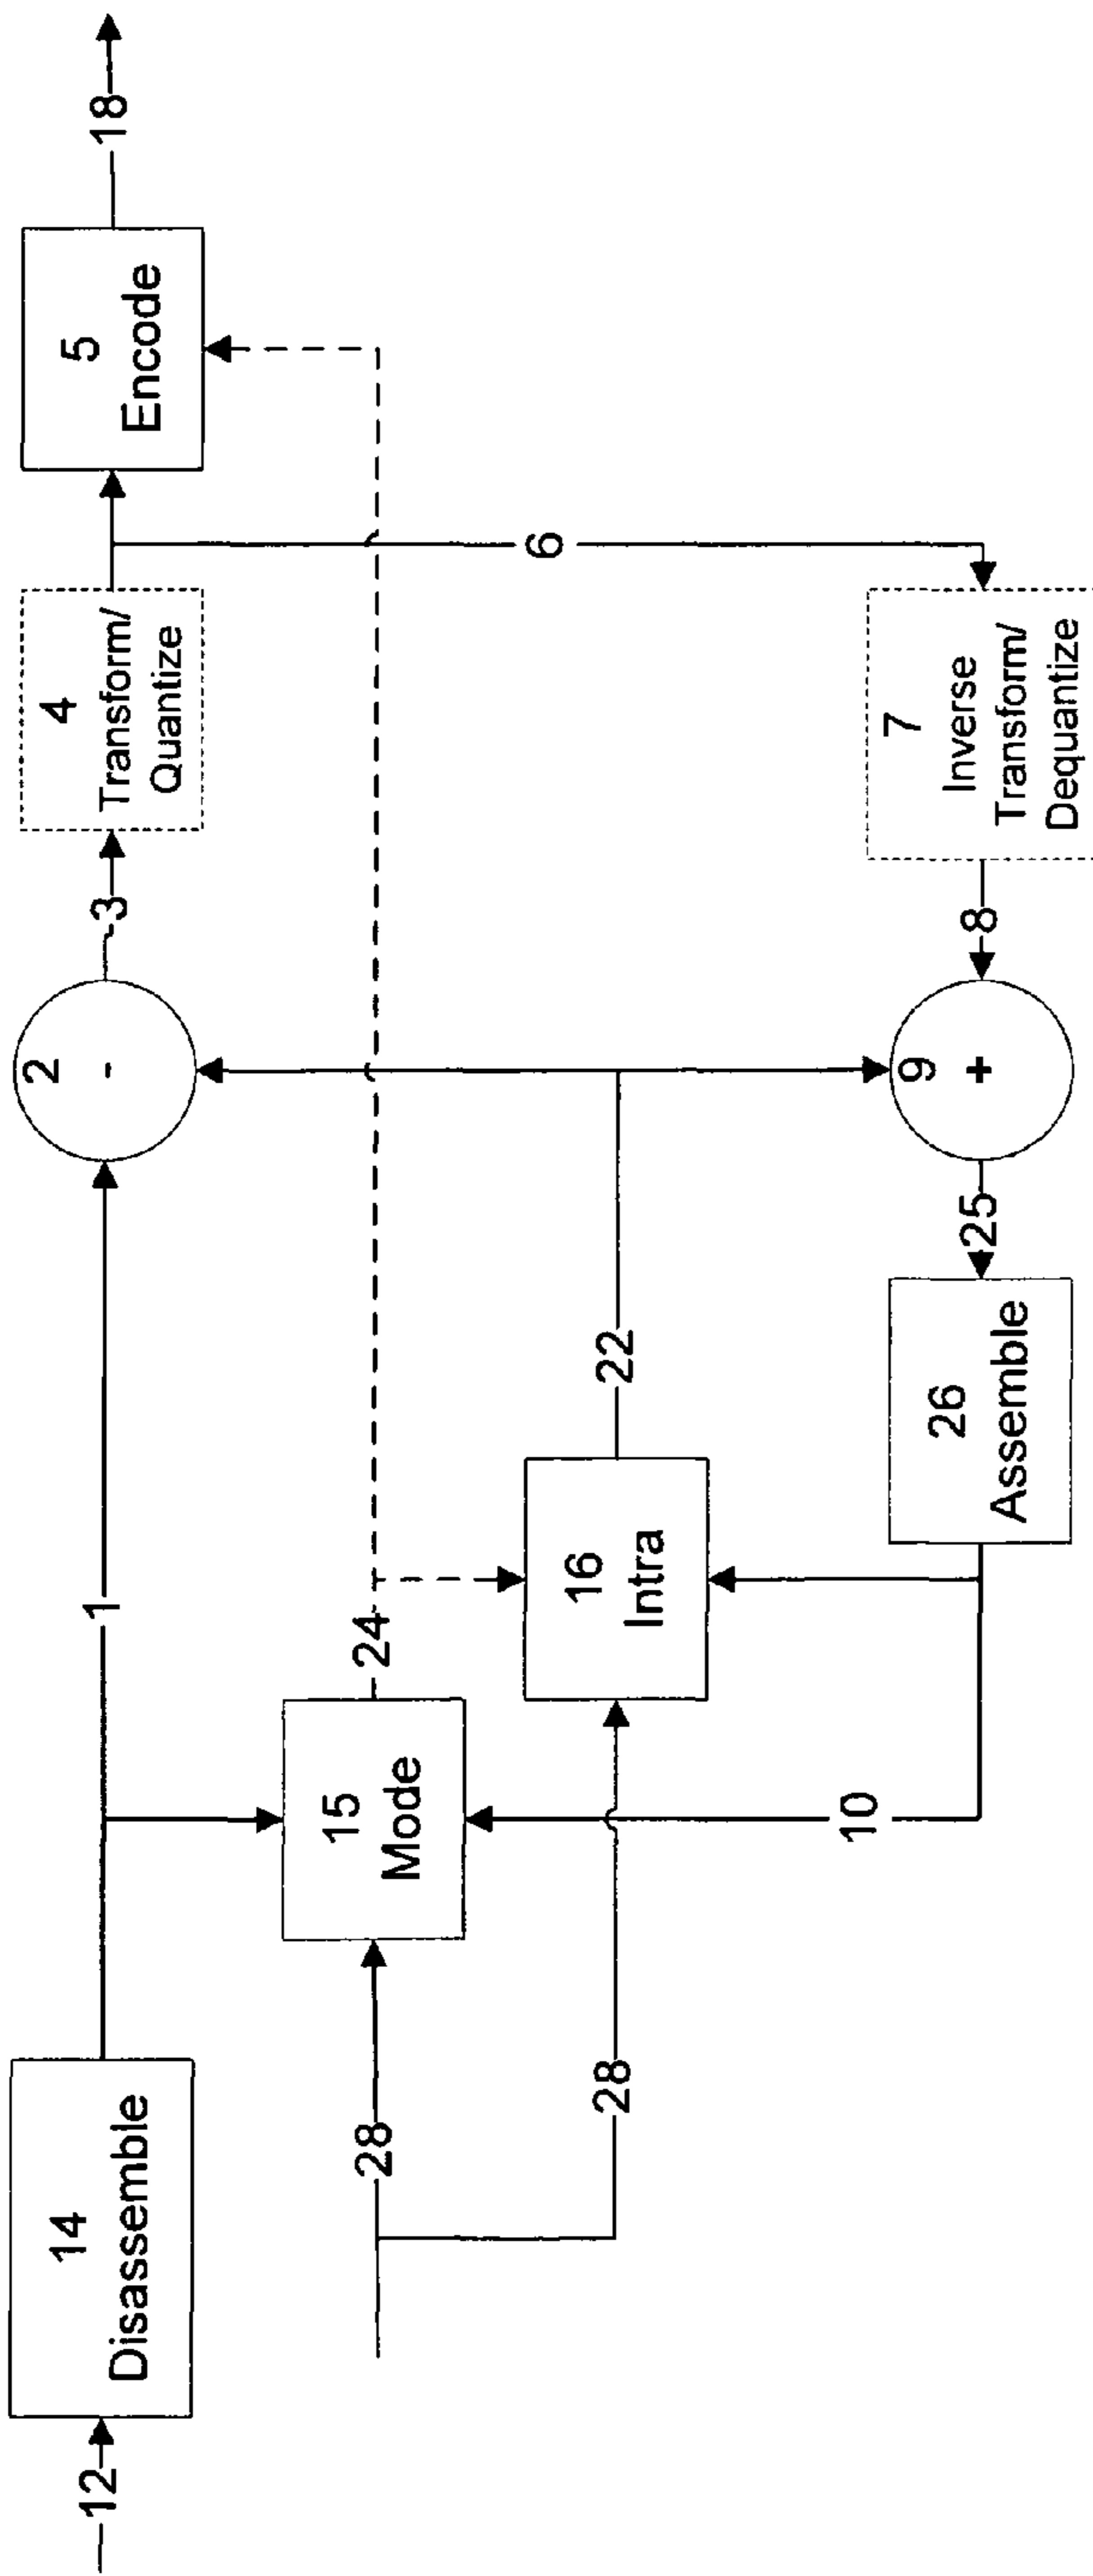 12
14
Disassemble
1
2
-
3
4
Transform/
Quantize
5
Encode
18
28
15
Mode
24
28
16
Intra
22
6
10
26
Assemble
25
9
+
8
7
Inverse
Transform/
Dequantize